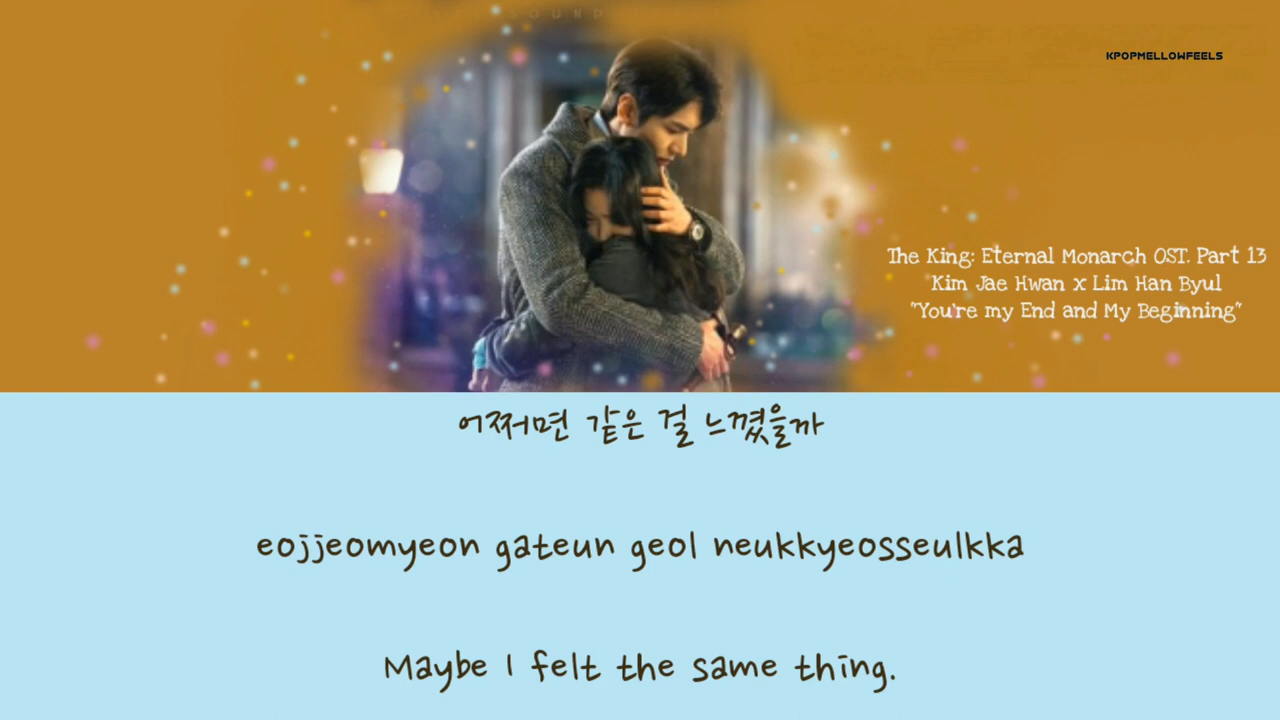 SOUND
KPOPMELLOWFEELS
The King: Eternal Monarch OST. Part 13
Kim Jae Hwan x Lim Han Byul
"You're my End and My Beginning"
어쩌면 같은 걸 느꼈을까
eojjeomyeon gateun geol neukkyeosseulkka
Maybe I felt the same thing.